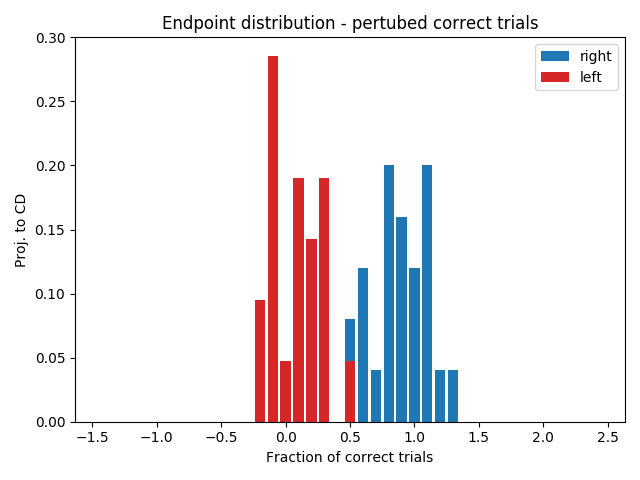 Endpoint distribution - pertubed correct trials
0.30
0.25
0.20
0.15
0.10
0.05
0.00
Proj. to CD
right
left
−1.5 −1.0 −0.5 0.0 0.5 1.0 1.5 2.0 2.5
Fraction of correct trials